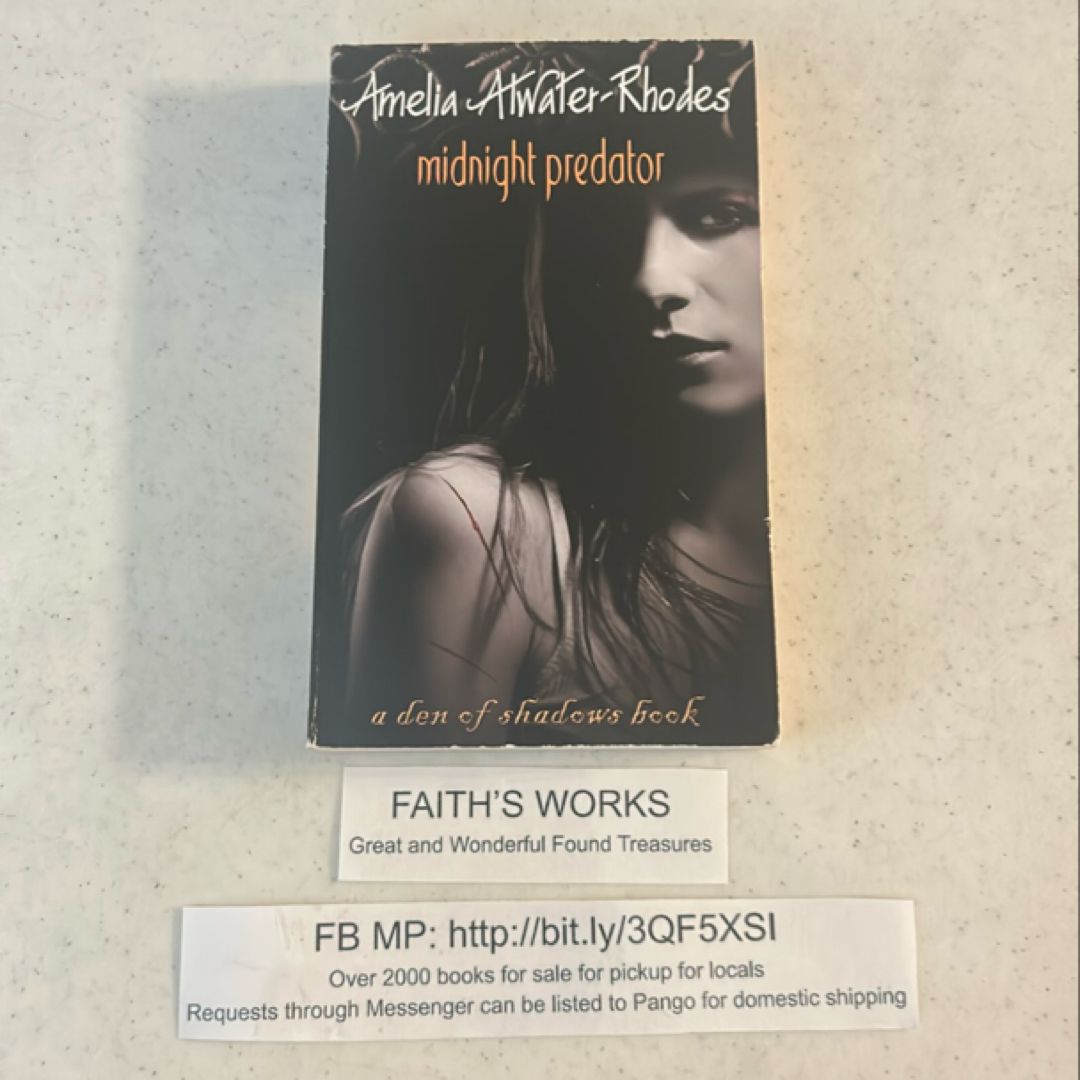 Amelia Atwater-Rhodes
midnight predator
a den of shadows book
FAITH'S WORKS
Great and Wonderful Found Treasures
FB MP: http://bit.ly/3QF5XSI
Over 2000 books for sale for pickup for locals
Requests through Messenger can be listed to Pango for domestic shipping